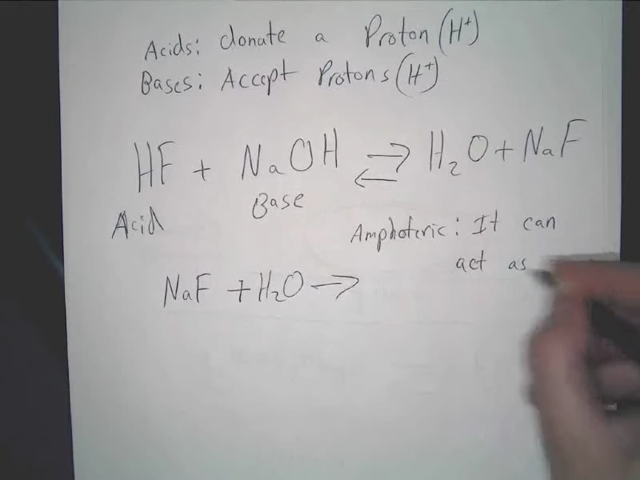 Acids: donate a Proton (H⁺)
Bases: Accept Protons (H⁺)
HF + NaOH ⇌ H₂O + NaF
Acid Base
Amphoteric: It can
act as
NaF + H₂O →